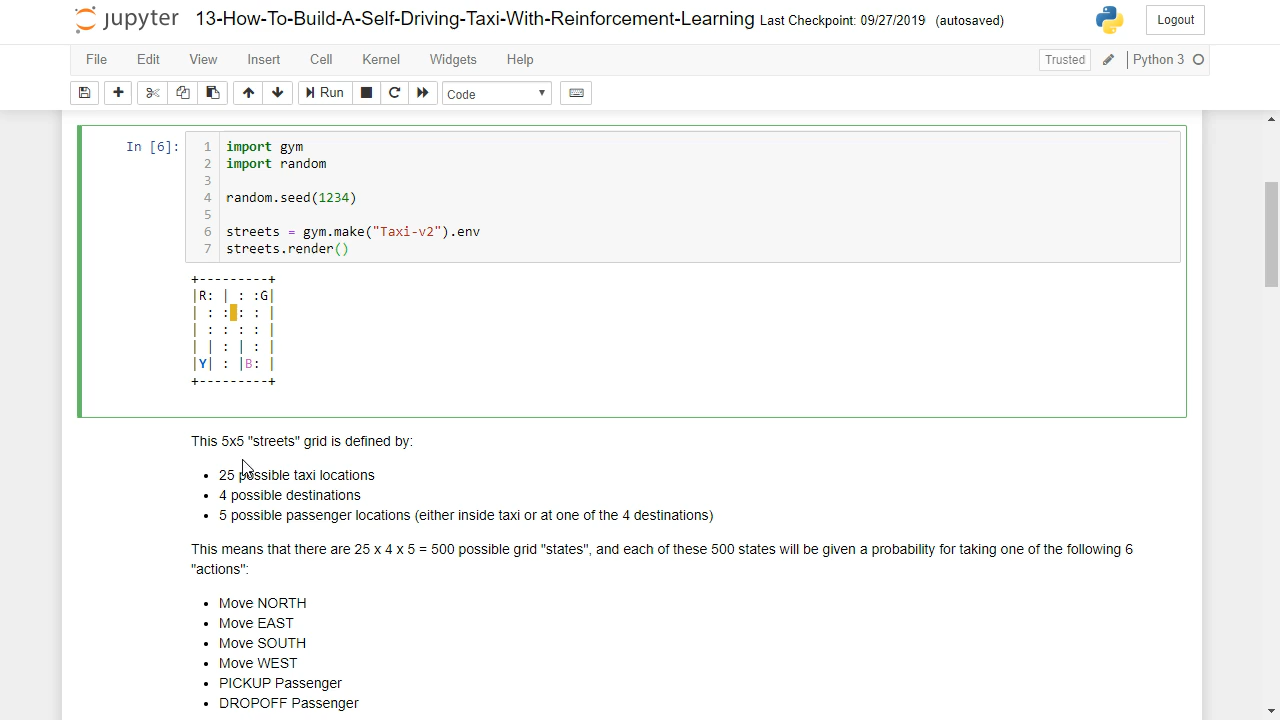 jupyter 13-How-To-Build-A-Self-Driving-Taxi-With-Reinforcement-Learning Last Checkpoint: 09/27/2019 (autosaved)
Logout
File Edit View Insert Cell Kernel Widgets Help
Trusted Python 3
Run Code
In [6]:
1 import gym
2 import random
3
4 random.seed(1234)
5
6 streets = gym.make("Taxi-v2").env
7 streets.render()
+---------+
|R: | : :G|
| : : : : |
| : : : : |
| | : | : |
|Y| : |B: |
+---------+
This 5x5 "streets" grid is defined by:
• 25 possible taxi locations
• 4 possible destinations
• 5 possible passenger locations (either inside taxi or at one of the 4 destinations)
This means that there are 25 x 4 x 5 = 500 possible grid "states", and each of these 500 states will be given a probability for taking one of the following 6
"actions":
• Move NORTH
• Move EAST
• Move SOUTH
• Move WEST
• PICKUP Passenger
• DROPOFF Passenger